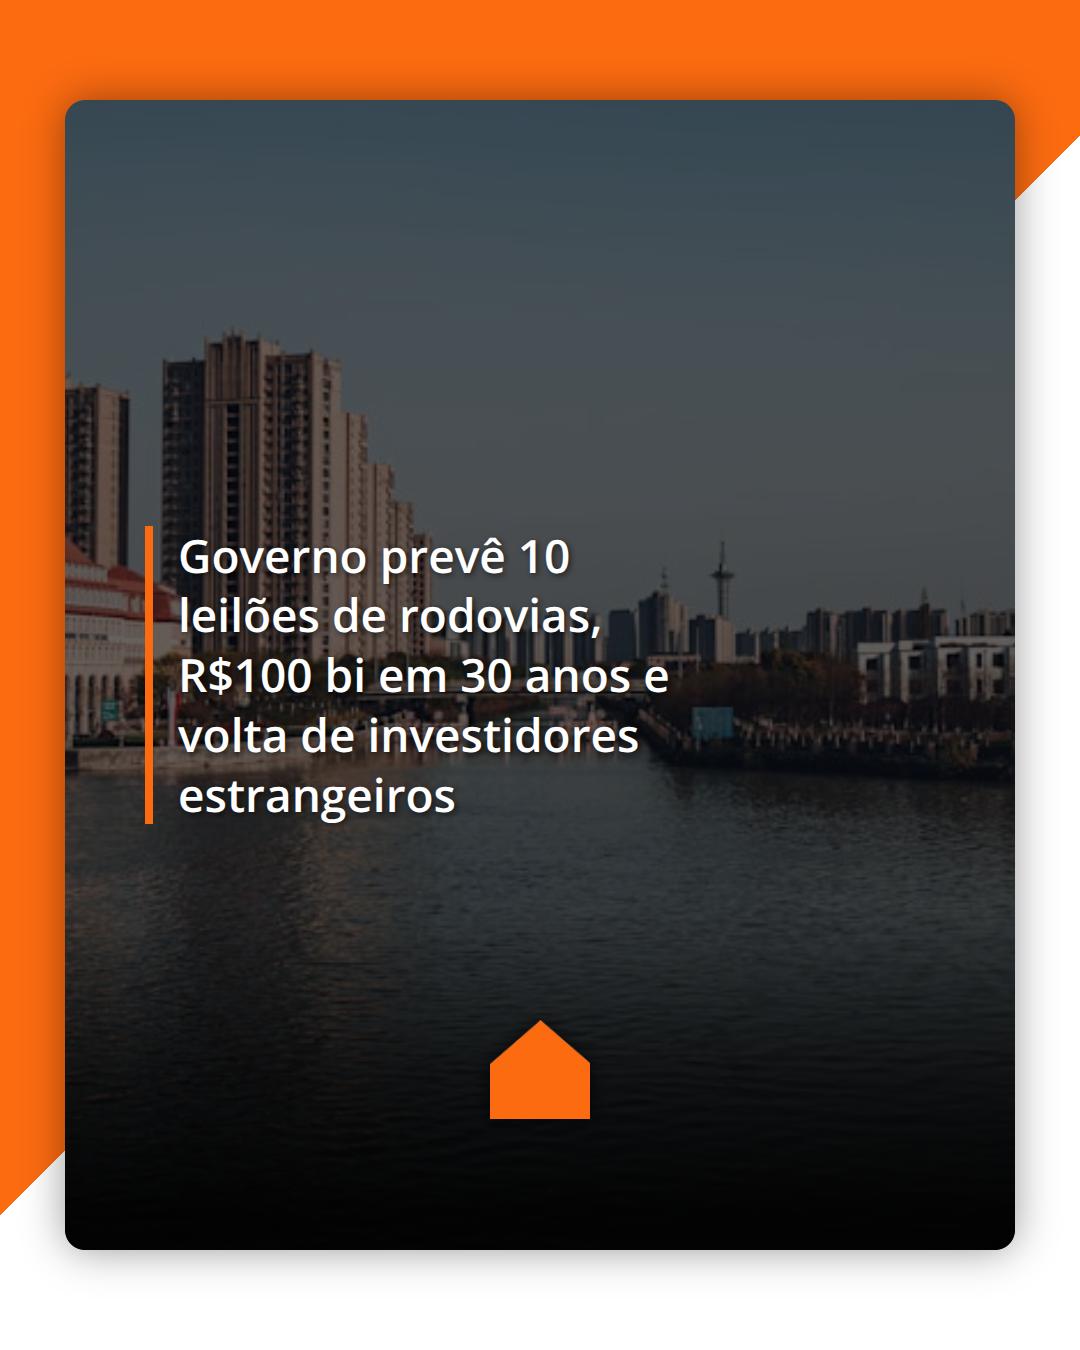 Governo prevê 10
leilões de rodovias,
R$100 bi em 30 anos e
volta de investidores
estrangeiros